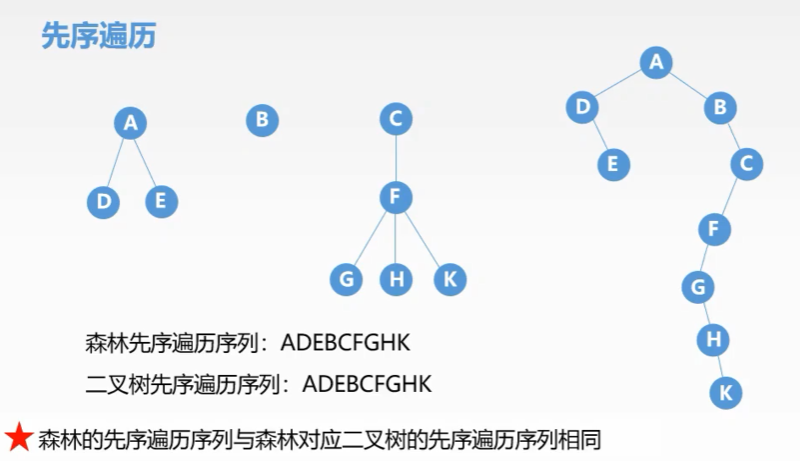 先序遍历
A
B
C
D
E
F
G
H
K
A
D
B
E
C
F
G
H
K
森林先序遍历序列：ADEBCFGHK
二叉树先序遍历序列：ADEBCFGHK
森林的先序遍历序列与森林对应二叉树的先序遍历序列相同